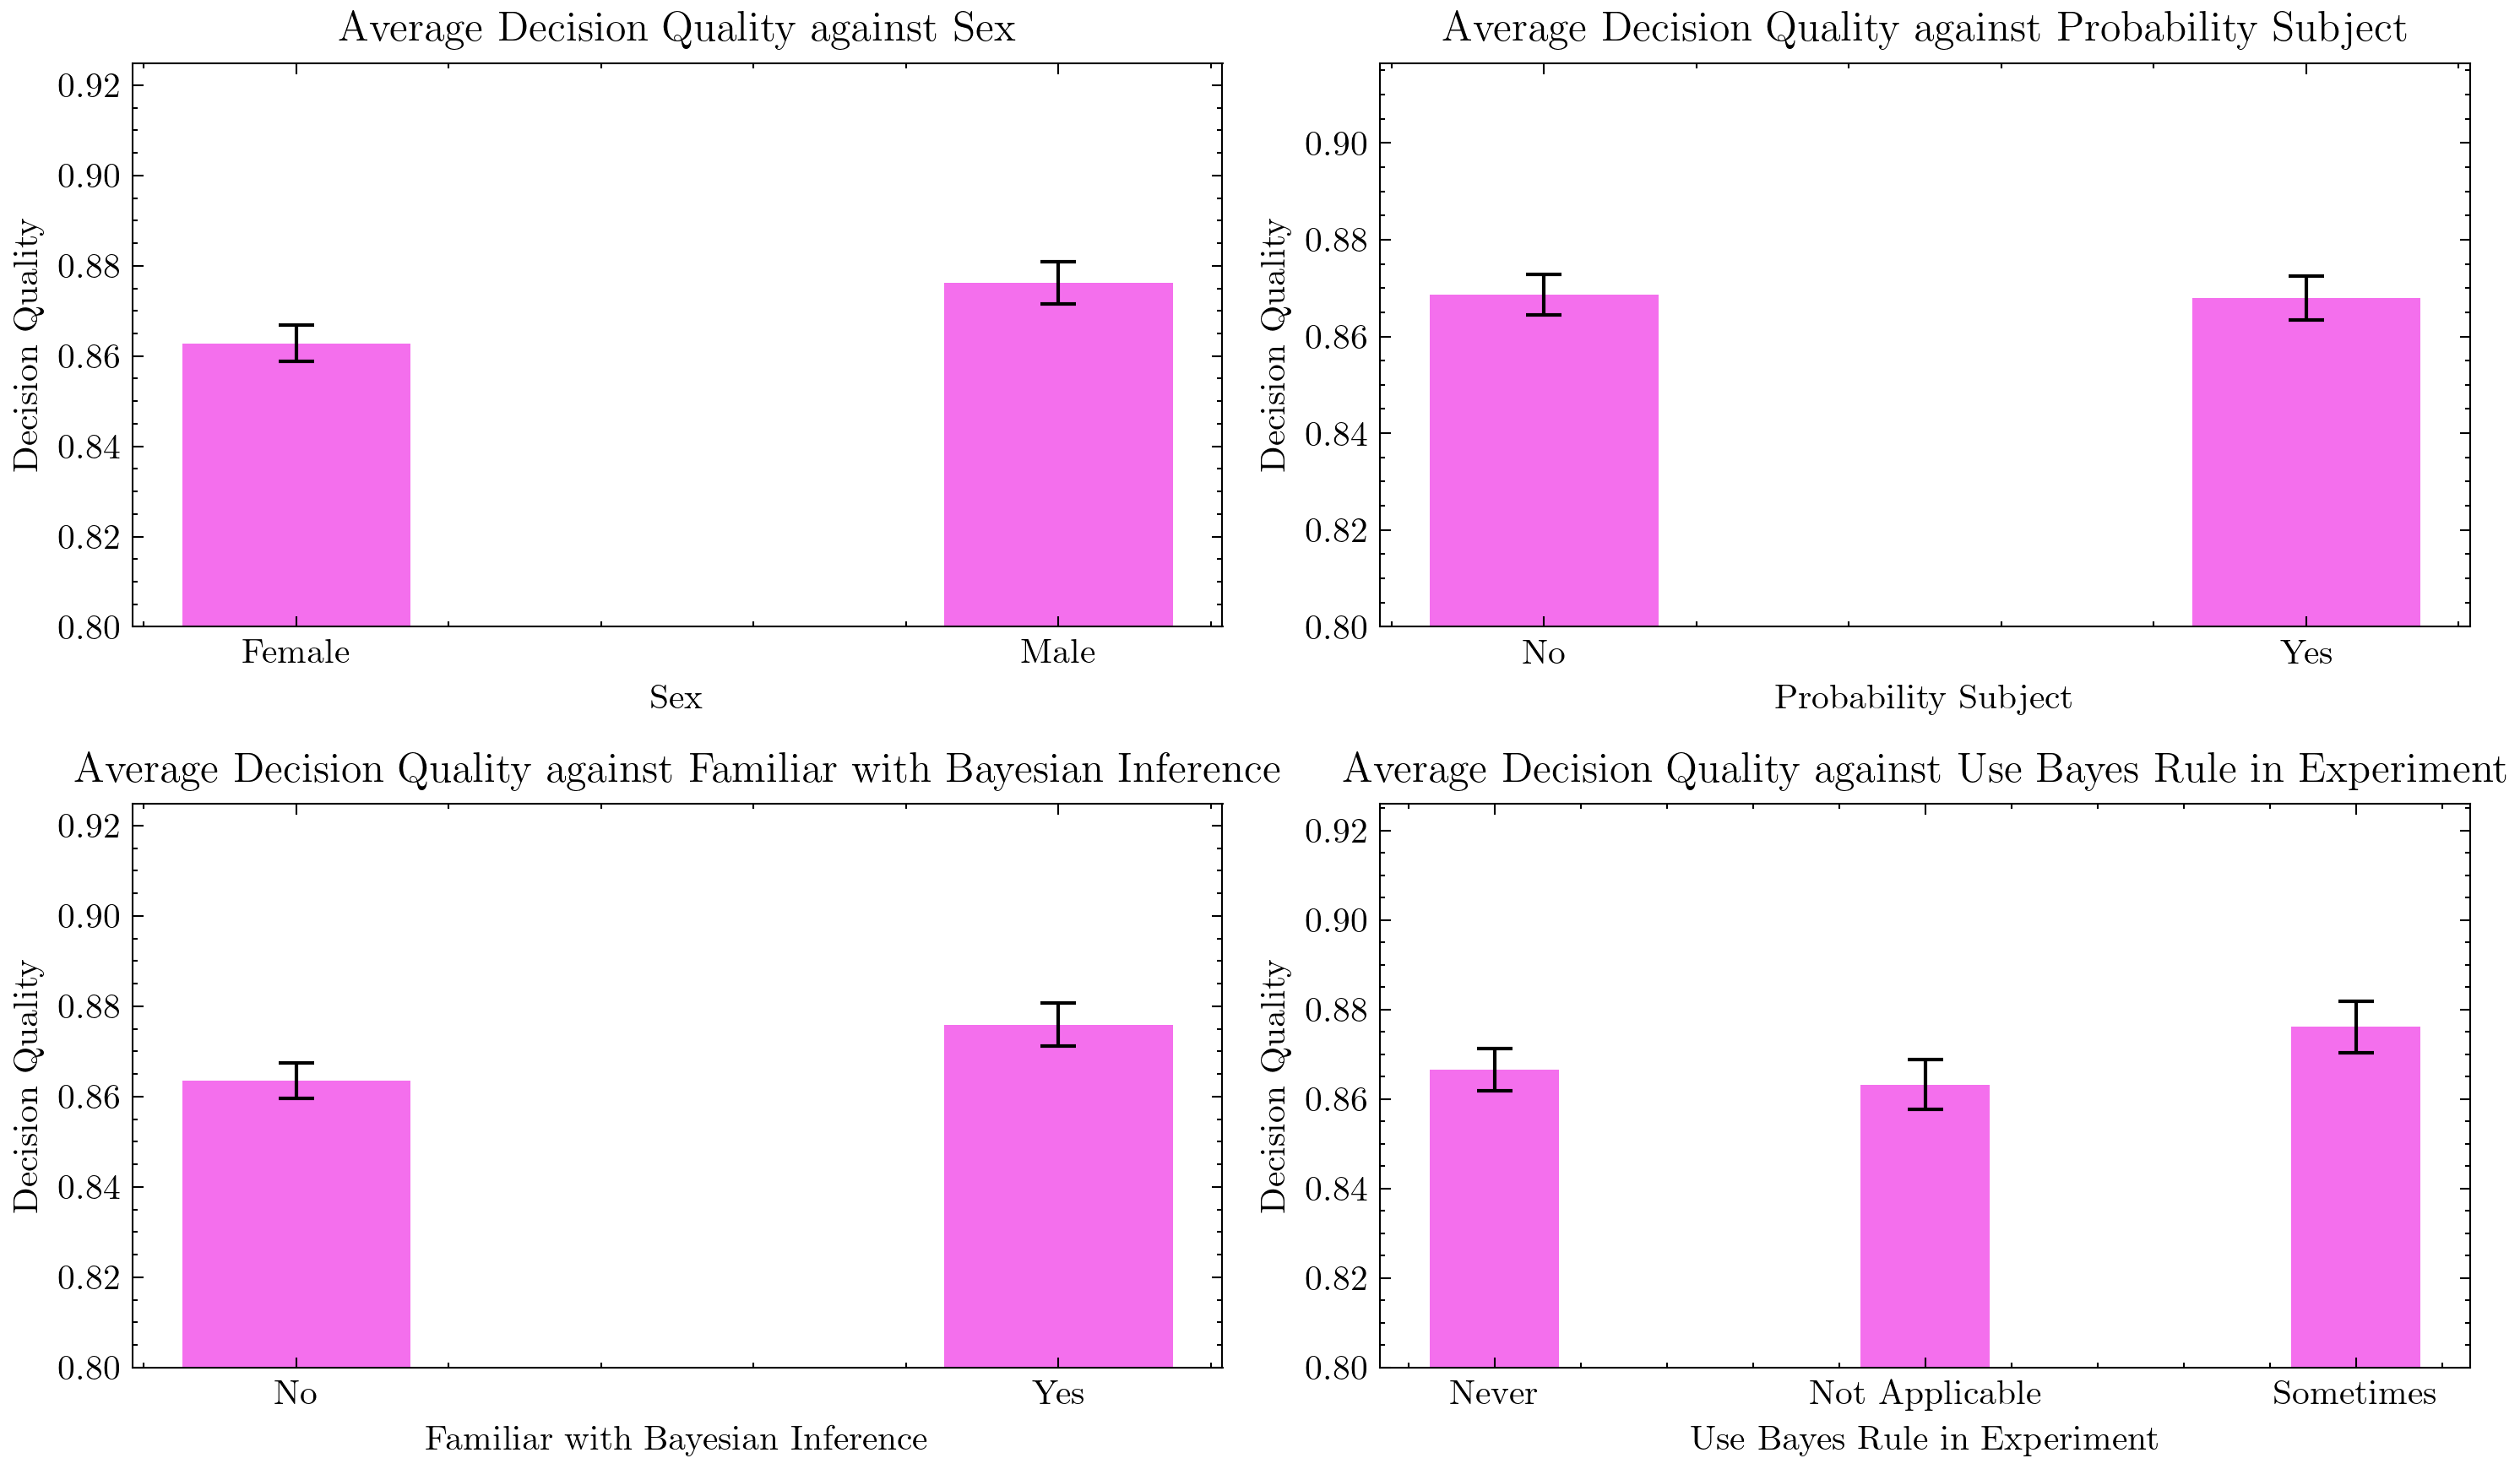 Average Decision Quality against Sex
0.92
0.90
0.88
0.86
0.84
0.82
0.80
Decision Quality
Female
Male
Sex
Average Decision Quality against Probability Subject
0.90
0.88
0.86
0.84
0.82
0.80
Decision Quality
No
Yes
Probability Subject
Average Decision Quality against Familiar with Bayesian Inference
0.92
0.90
0.88
0.86
0.84
0.82
0.80
Decision Quality
No
Yes
Familiar with Bayesian Inference
Average Decision Quality against Use Bayes Rule in Experiment
0.92
0.90
0.88
0.86
0.84
0.82
0.80
Decision Quality
Never
Not Applicable
Sometimes
Use Bayes Rule in Experiment